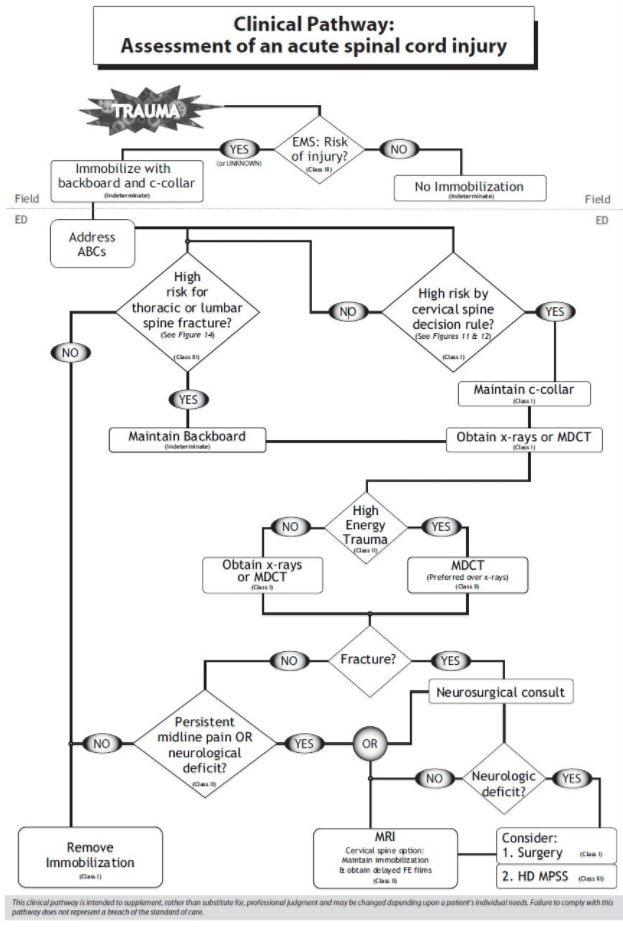 Clinical Pathway:
Assessment of an acute spinal cord injury
TRAUMA
EMS: Risk
of injury?
(Class III)
YES
(or UNKNOWN)
NO
Immobilize with
backboard and c-collar
(Indeterminate)
No Immobilization
(Indeterminate)
Field
Field
ED
ED
Address
ABCs
High
risk for
thoracic or lumbar
spine fracture?
(See Figure 14)
(Class III)
NO
High risk by
cervical spine
decision rule?
(See Figures 11 & 12)
(Class I)
YES
NO
YES
Maintain c-collar
(Class I)
Maintain Backboard
(Indeterminate)
Obtain x-rays or MDCT
(Class I)
High
Energy
Trauma
(Class II)
NO
YES
Obtain x-rays
or MDCT
(Class I)
MDCT
(Preferred over x-rays)
(Class II)
Fracture?
NO
YES
Neurosurgical consult
Persistent
midline pain OR
neurological
deficit?
(Class II)
NO
YES
OR
Neurologic
deficit?
NO
YES
Remove
Immobilization
(Class I)
MRI
Cervical spine option:
Maintain immobilization
& obtain delayed FE films
(Class II)
Consider:
1. Surgery (Class I)
2. HD MPSS (Class III)
This clinical pathway is intended to supplement, rather than substitute for, professional judgment and may be changed depending upon a patient's individual needs. Failure to comply with this
pathway does not represent a breach of the standard of care.